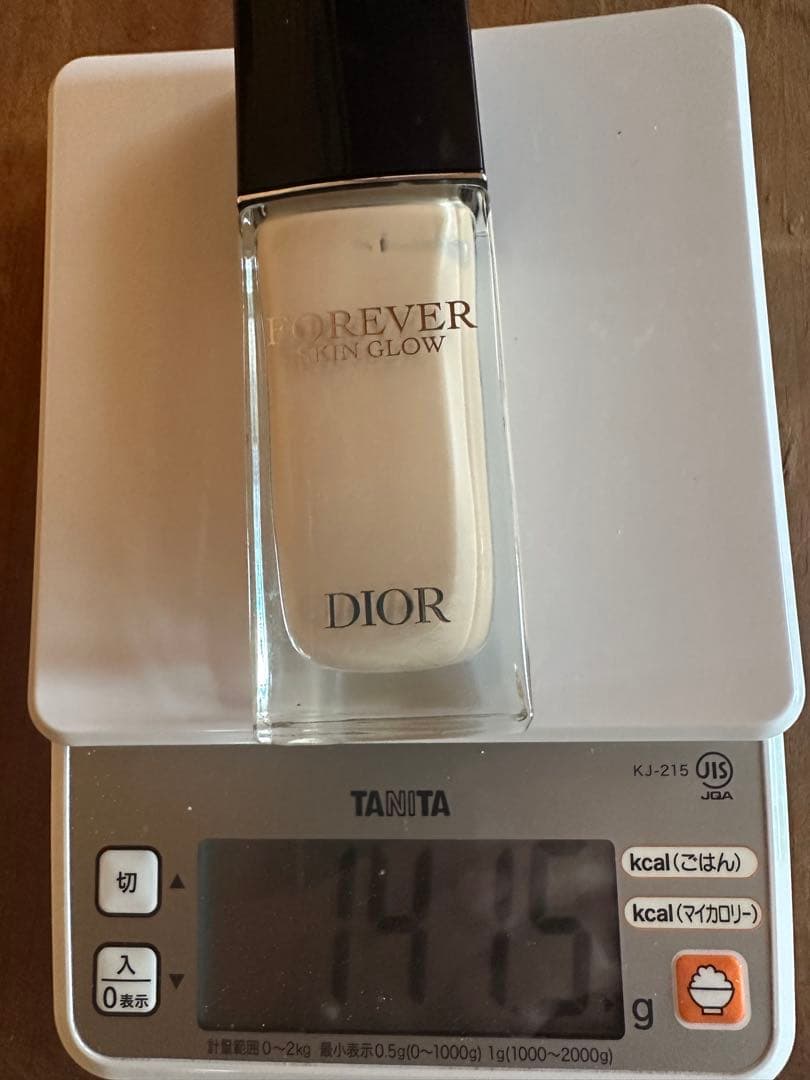 FOREVER
SKIN GLOW
DIOR
KJ-215 JIS
JQA
TANITA
切
kcal(ごはん)
kcal(マイカロリー)
入
0表示
g
計量範囲0〜2kg 最小表示0.5g(0〜1000g) 1g(1000〜2000g)